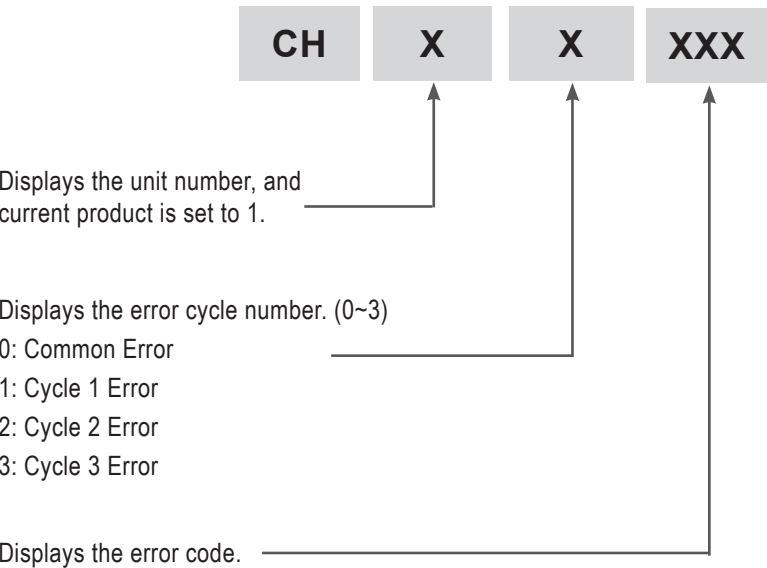 CH X X XXX
Displays the unit number, and
current product is set to 1.
Displays the error cycle number. (0~3)
0: Common Error
1: Cycle 1 Error
2: Cycle 2 Error
3: Cycle 3 Error
Displays the error code.